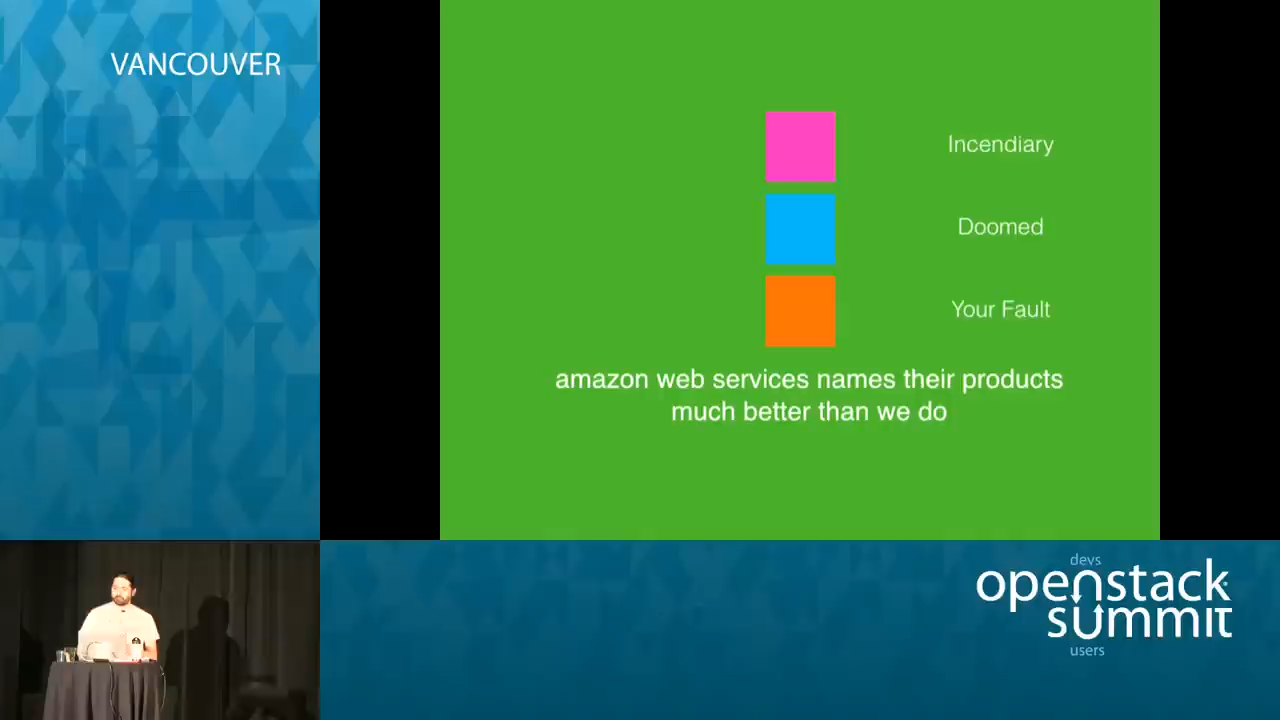 VANCOUVER
Incendiary
Doomed
Your Fault
amazon web services names their products
much better than we do
devs
openstack
summit
users